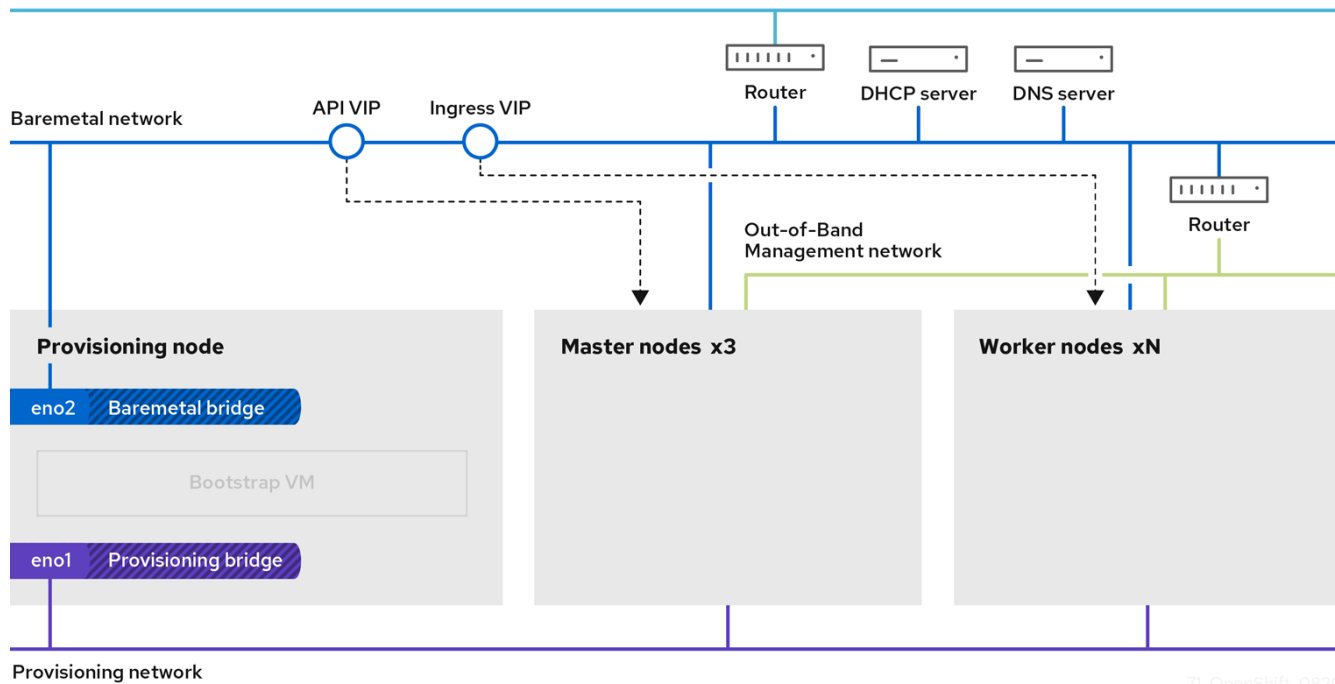 Router
DHCP server
DNS server
API VIP
Ingress VIP
Baremetal network
Router
Out-of-Band
Management network
Provisioning node
Master nodes x3
Worker nodes xN
eno2
Baremetal bridge
Bootstrap VM
eno1
Provisioning bridge
Provisioning network